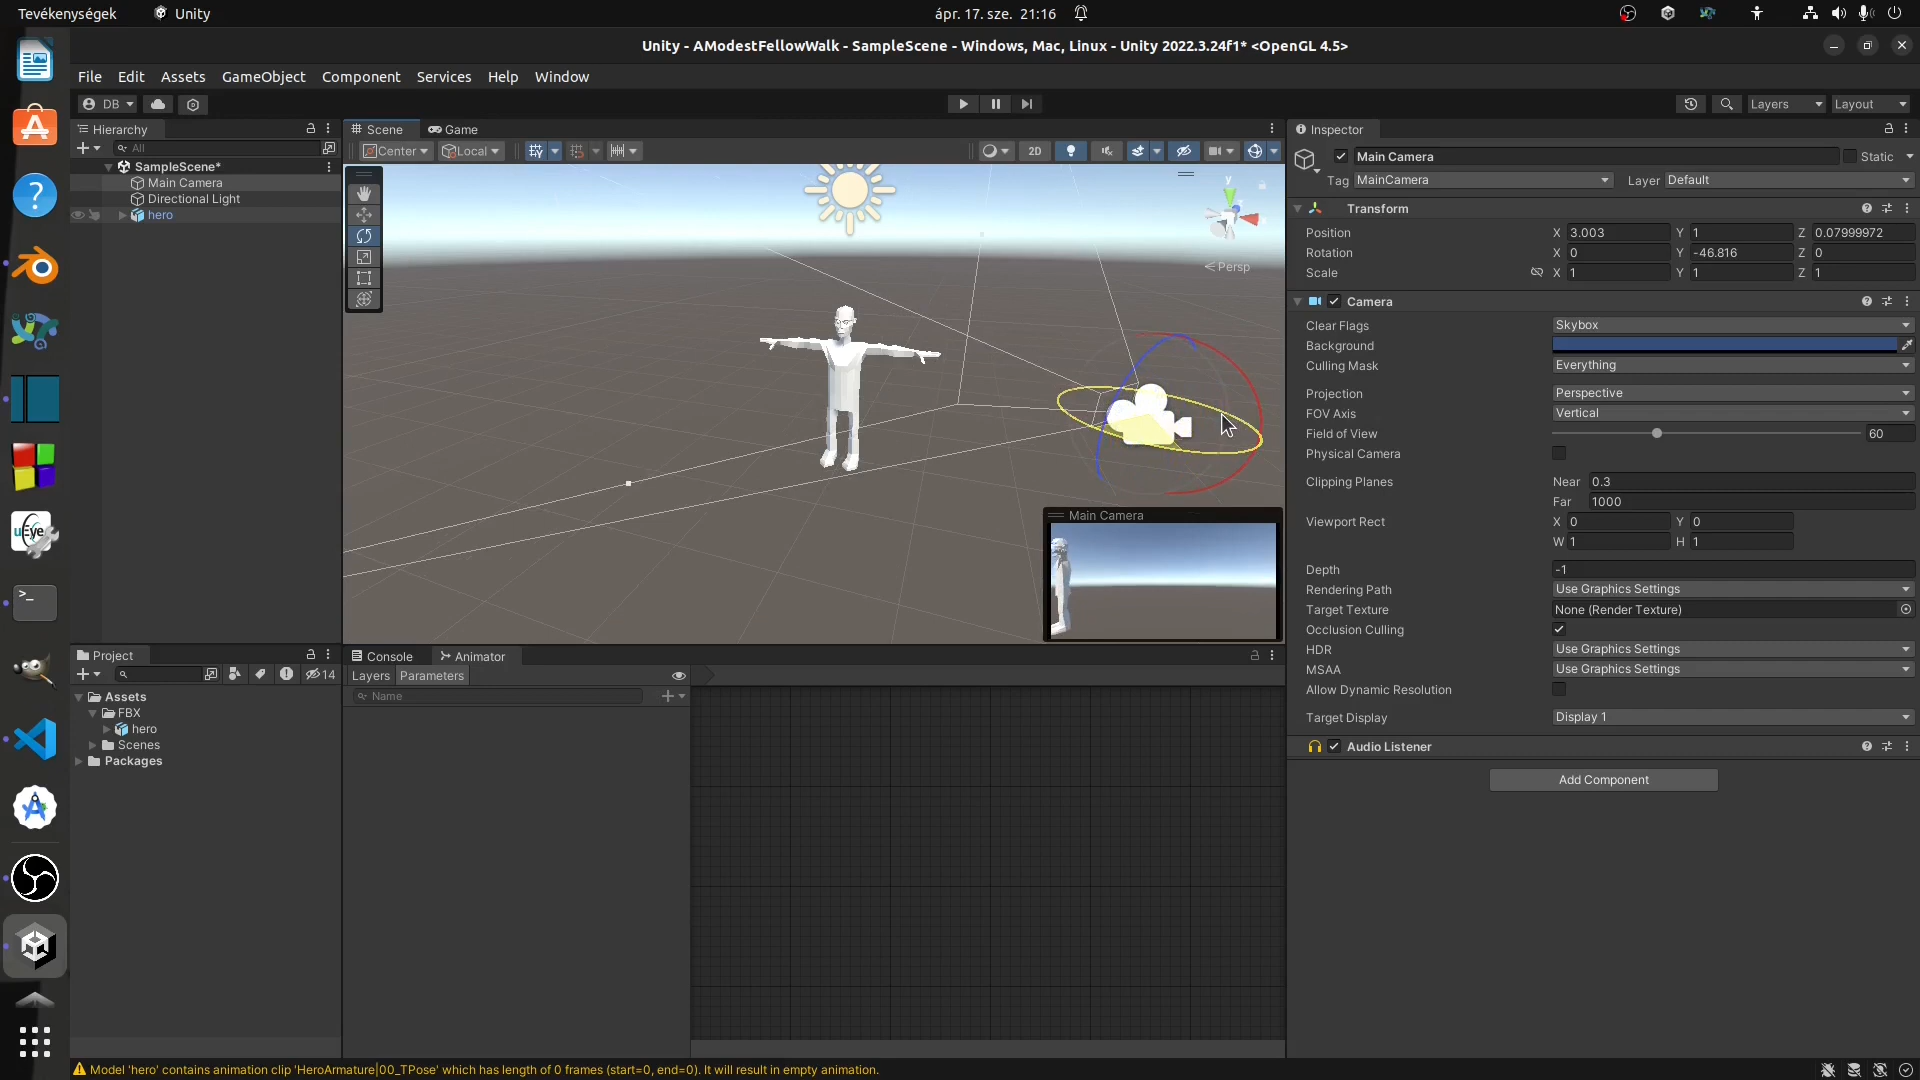 Tevékenységek
Unity
ápr. 17. sze. 21:16
Unity - AModestFellowWalk - SampleScene - Windows, Mac, Linux - Unity 2022.3.24f1* <OpenGL 4.5>
File Edit Assets GameObject Component Services Help Window
DB
Layers
Layout
Hierarchy
All
SampleScene*
Main Camera
Directional Light
hero
Scene
Game
Center
Local
2D
y
Persp
Main Camera
Inspector
Main Camera
Static
Tag MainCamera
Layer Default
Transform
Position X 3.003 Y 1 Z 0.07999972
Rotation X 0 Y -46.816 Z 0
Scale X 1 Y 1 Z 1
Camera
Clear Flags Skybox
Background
Culling Mask Everything
Projection Perspective
FOV Axis Vertical
Field of View 60
Physical Camera
Clipping Planes Near 0.3
Far 1000
Viewport Rect X 0 Y 0
W 1 H 1
Depth -1
Rendering Path Use Graphics Settings
Target Texture None (Render Texture)
Occlusion Culling
HDR Use Graphics Settings
MSAA Use Graphics Settings
Allow Dynamic Resolution
Target Display Display 1
Audio Listener
Add Component
Project
14
Assets
FBX
hero
Scenes
Packages
Console
Animator
Layers
Parameters
Name
uEye
Model 'hero' contains animation clip 'HeroArmature|00_TPose' which has length of 0 frames (start=0, end=0). It will result in empty animation.